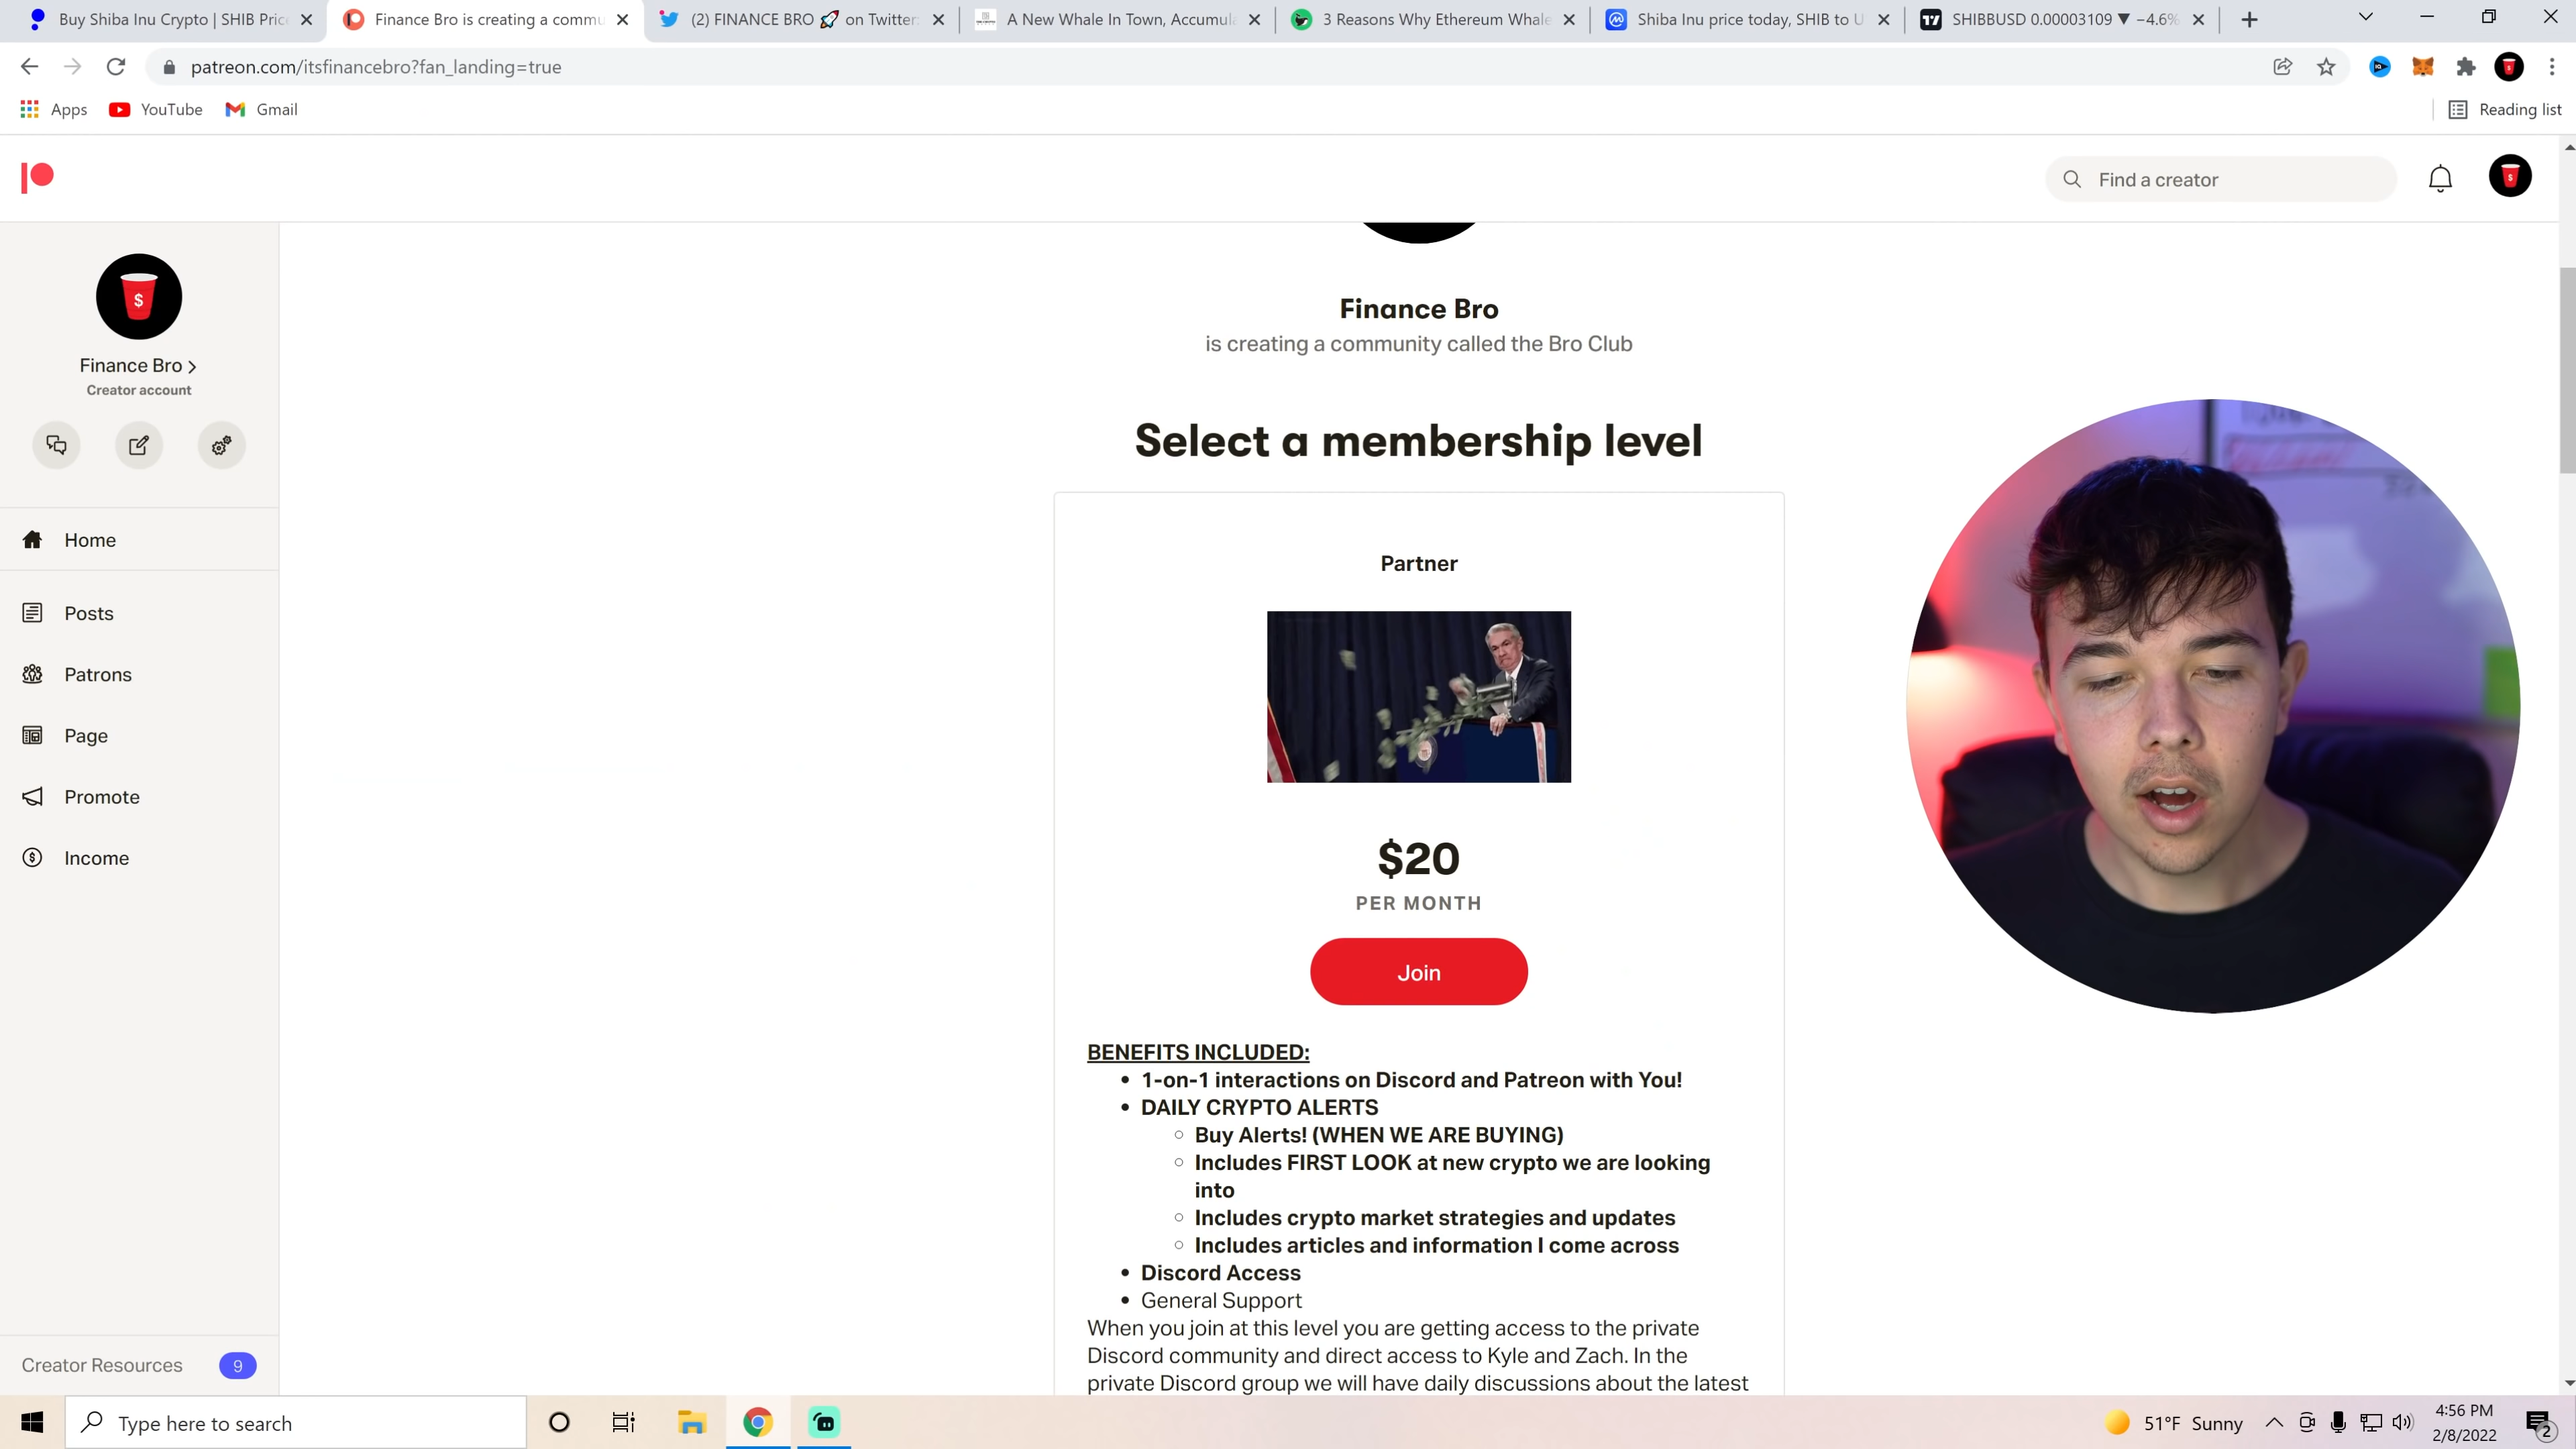 Buy Shiba Inu Crypto | SHIB Pric
Finance Bro is creating a commu
(2) FINANCE BRO 🚀 on Twitter:
A New Whale In Town, Accumula
3 Reasons Why Ethereum Whale
Shiba Inu price today, SHIB to U
SHIBBUSD 0.00003109 ▼ −4.6%
patreon.com/itsfinancebro?fan_landing=true
Apps
YouTube
Gmail
Reading list
Find a creator
$
$
Finance Bro >
Creator account
Home
Posts
Patrons
Page
Promote
Income
Creator Resources
9
Finance Bro
is creating a community called the Bro Club
Select a membership level
Partner
$20
PER MONTH
Join
BENEFITS INCLUDED:
• 1-on-1 interactions on Discord and Patreon with You!
• DAILY CRYPTO ALERTS
○ Buy Alerts! (WHEN WE ARE BUYING)
○ Includes FIRST LOOK at new crypto we are looking
into
○ Includes crypto market strategies and updates
○ Includes articles and information I come across
• Discord Access
• General Support
When you join at this level you are getting access to the private
Discord community and direct access to Kyle and Zach. In the
private Discord group we will have daily discussions about the latest
Type here to search
51°F Sunny
4:56 PM
2/8/2022
2